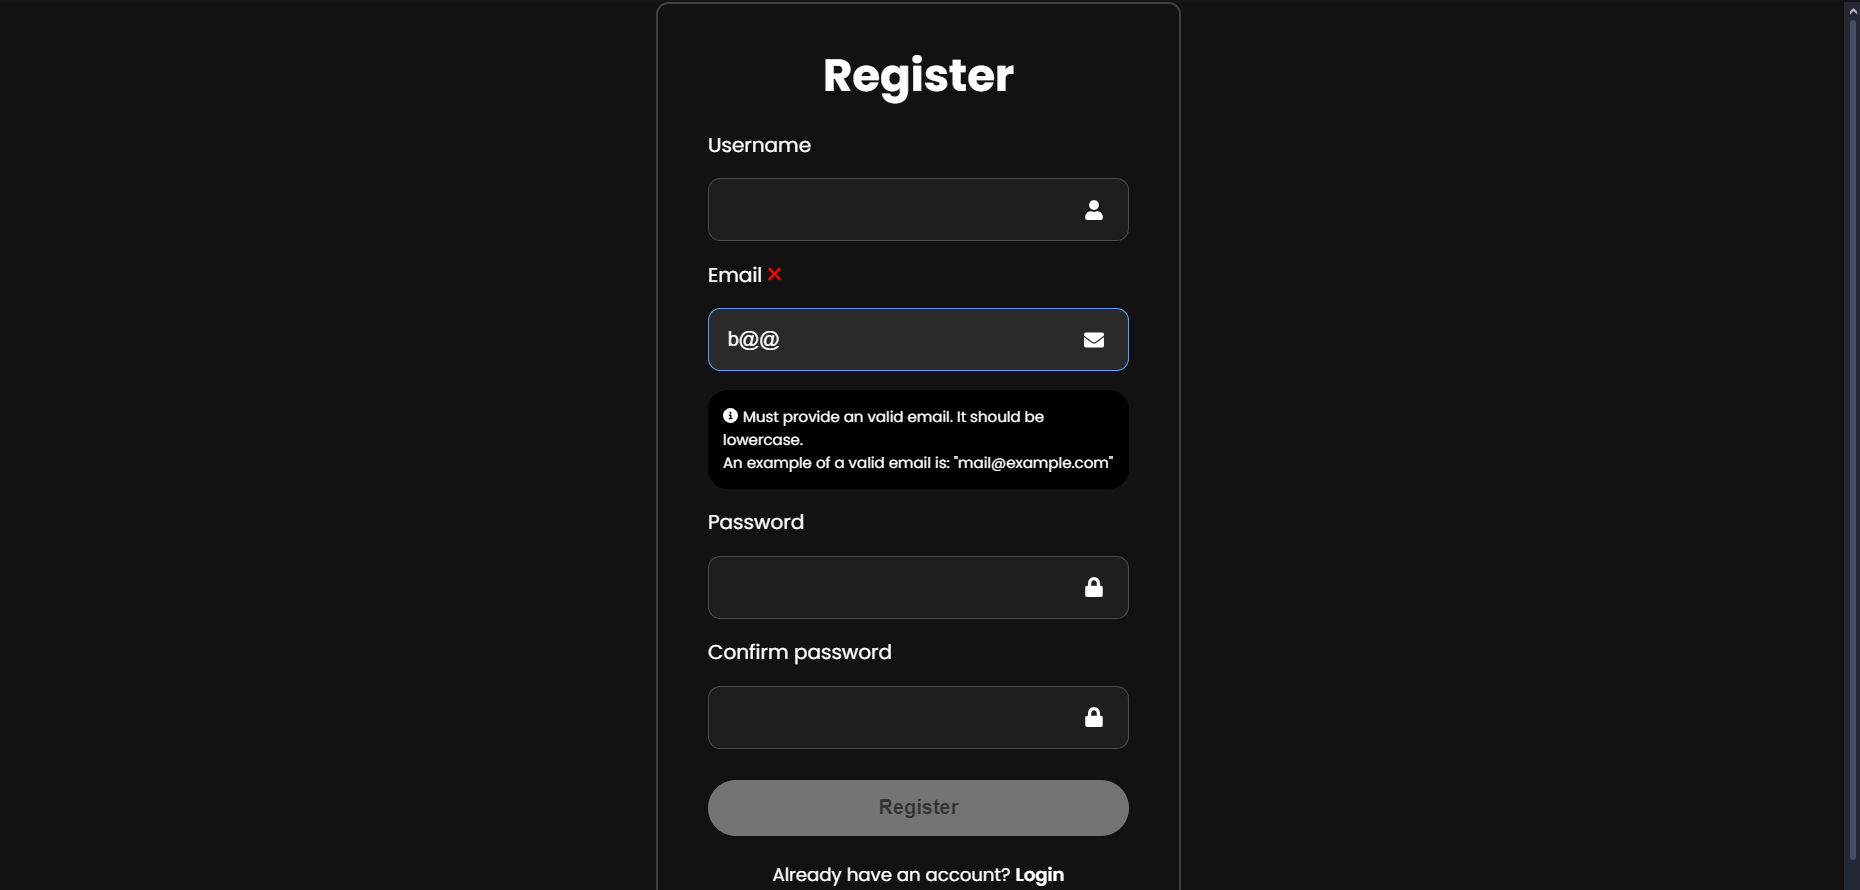 Register
Username
Email
b@@
Must provide an valid email. It should be
lowercase.
An example of a valid email is: "mail@example.com"
Password
Confirm password
Register
Already have an account? Login